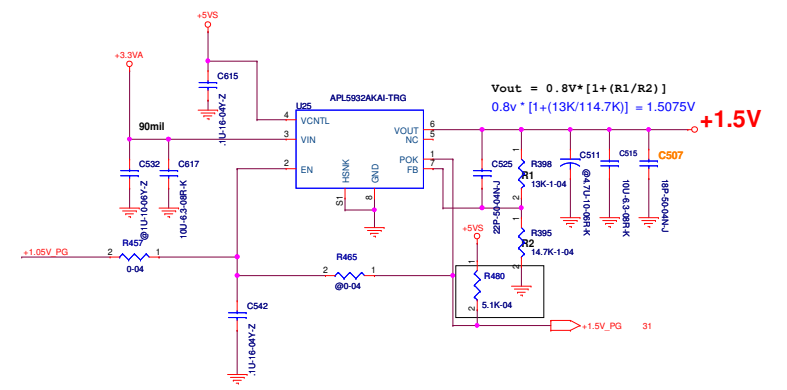 +5VS
+3.3VA
C615
.1U-16-04Y-Z
APL5932AKAI-TRG
U25
Vout = 0.8V*[1+(R1/R2)]
0.8v * [1+(13K/114.7K)] = 1.5075V
+1.5V
90mil
4
VCNTL
3
VIN
2
EN
VOUT
6
NC
5
POK
1
FB
7
HSNK
GND
S1
8
C532
@1U-10-06Y-Z
C617
10U-6.3-08R-K
C525
22P-50-04N-J
1
R398
R1
13K-1-04
2
C511
@4.7U-10-08R-K
C515
10U-6.3-08R-K
C507
18P-50-04N-J
1
R395
R2
14.7K-1-04
2
+5VS
+1.05V_PG
2
R457
1
0-04
2
R465
1
@0-04
1
R480
5.1K-04
2
C542
.1U-16-04Y-Z
+1.5V_PG
31